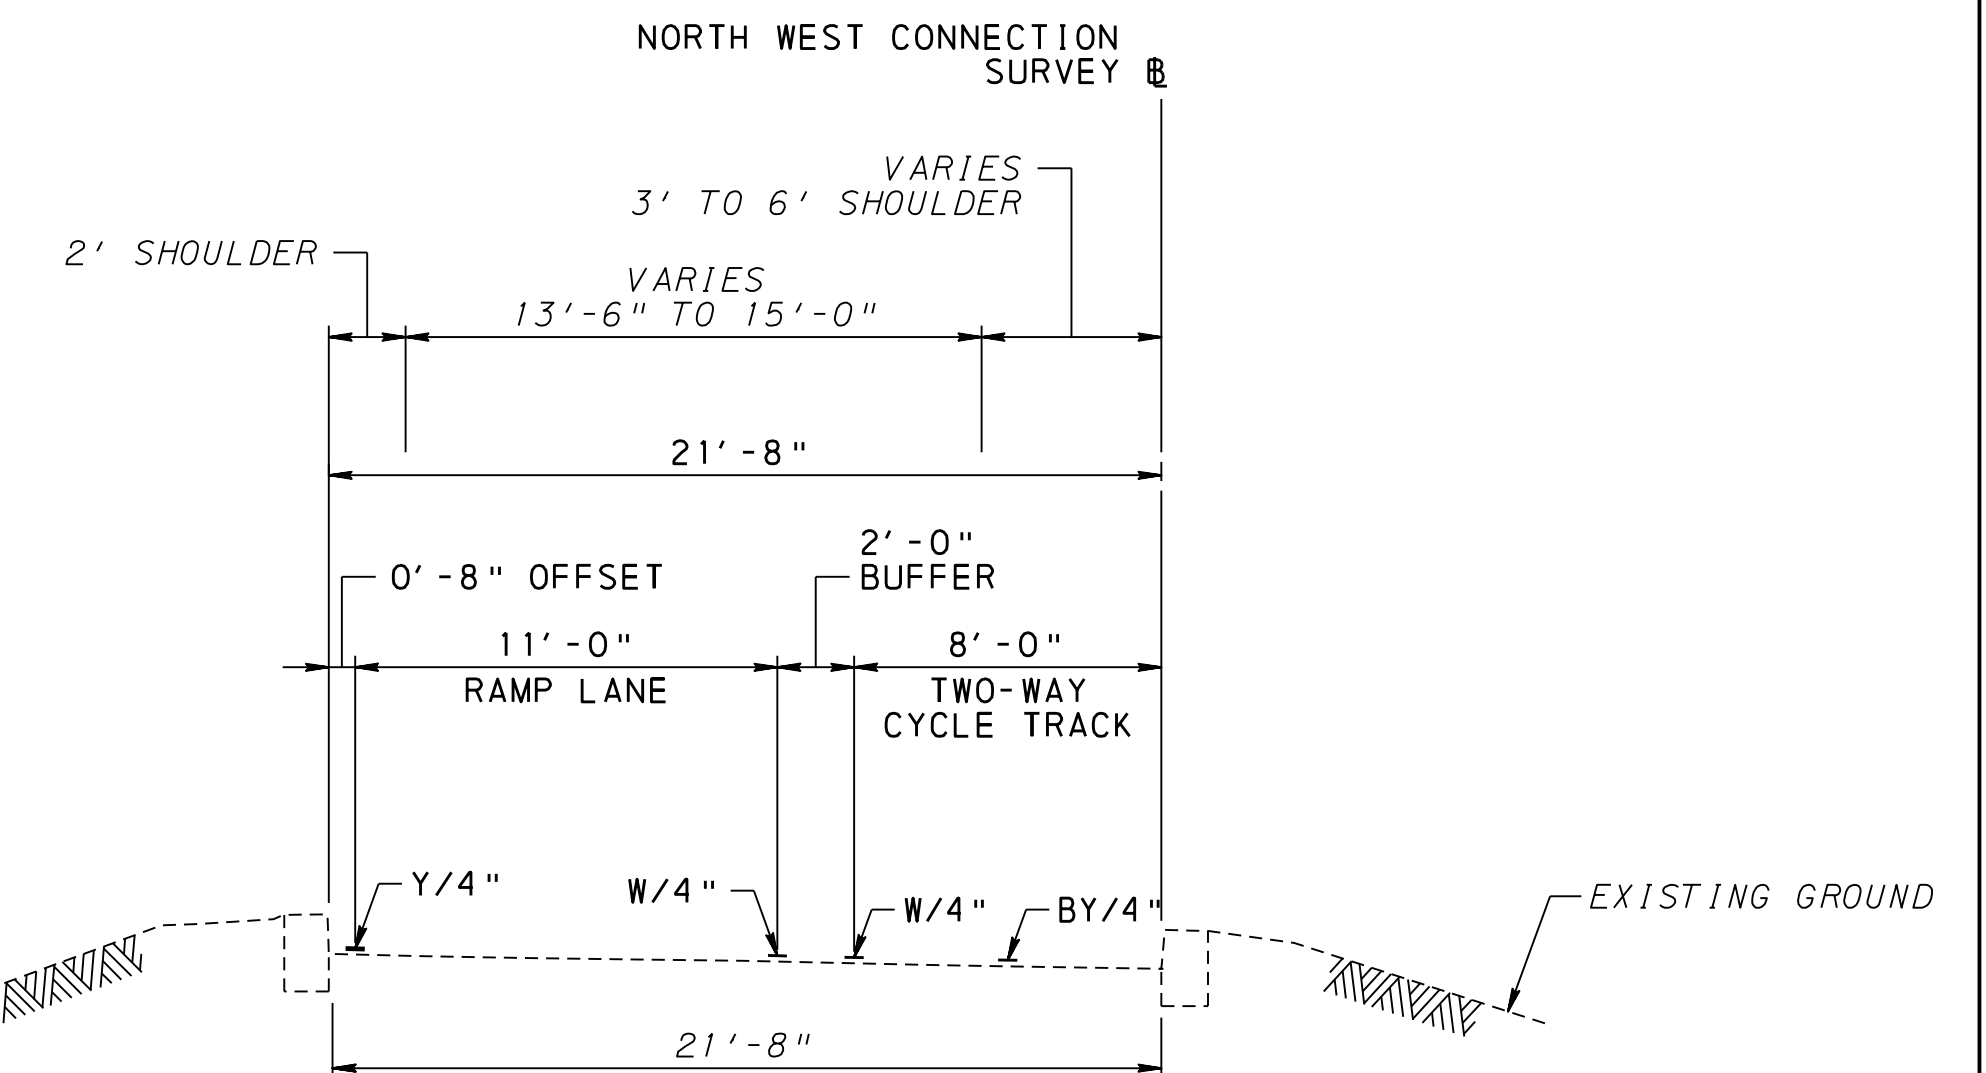 NORTH WEST CONNECTION
SURVEY ℄
VARIES
3' TO 6' SHOULDER
2' SHOULDER
VARIES
13'-6" TO 15'-0"
21'-8"
2'-0"
0'-8" OFFSET
BUFFER
11'-0"
8'-0"
RAMP LANE
TWO-WAY
CYCLE TRACK
Y/4"
W/4"
W/4"
BY/4"
EXISTING GROUND
21'-8"